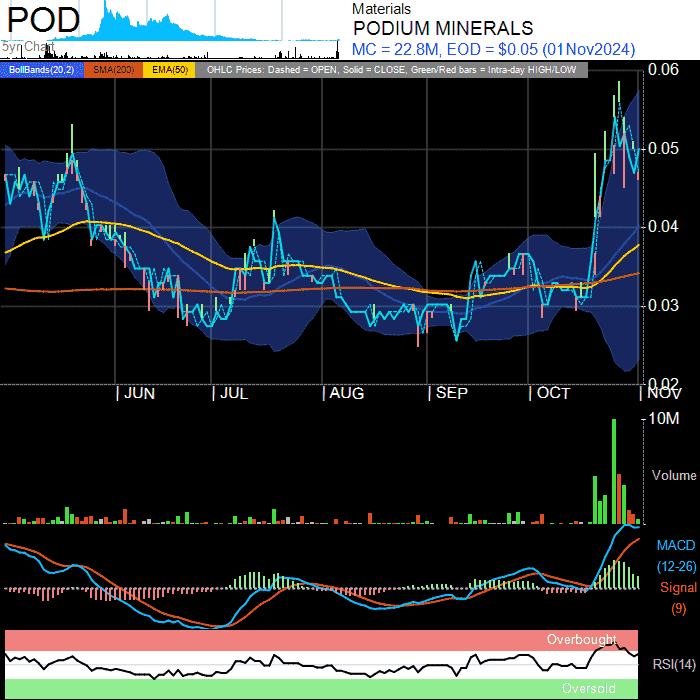 POD
5yr Chart
Materials
PODIUM MINERALS
MC = 22.8M, EOD = $0.05 (01Nov2024)
BollBands(20,2) SMA(200) EMA(50) OHLC Prices: Dashed = OPEN, Solid = CLOSE, Green/Red bars = Intra-day HIGH/LOW
0.06
0.05
0.04
0.03
0.02
| JUN | JUL | AUG | SEP | OCT | NOV
10M
Volume
MACD
(12-26)
Signal
(9)
Overbought
RSI(14)
Oversold